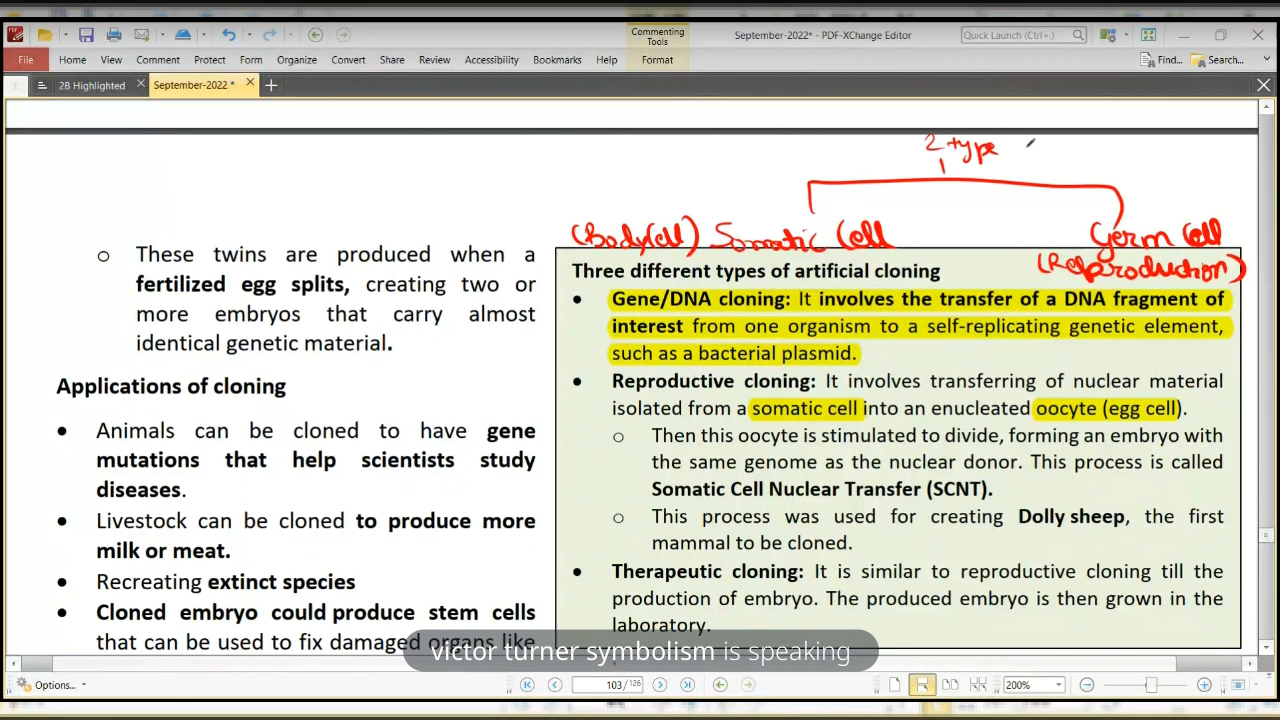 Commenting Tools
September-2022* - PDF-XChange Editor
Quick Launch (Ctrl+.)
File Home View Comment Protect Form Organize Convert Share Review Accessibility Bookmarks Help Format
Find... Search...
2B Highlighted September-2022 *
2 type
(Body Cell) Somatic Cell
Germ Cell
(Reproduction)
o These twins are produced when a
fertilized egg splits, creating two or
more embryos that carry almost
identical genetic material.
Applications of cloning
• Animals can be cloned to have gene
mutations that help scientists study
diseases.
• Livestock can be cloned to produce more
milk or meat.
• Recreating extinct species
• Cloned embryo could produce stem cells
that can be used to fix damaged organs like
Three different types of artificial cloning
• Gene/DNA cloning: It involves the transfer of a DNA fragment of
interest from one organism to a self-replicating genetic element,
such as a bacterial plasmid.
• Reproductive cloning: It involves transferring of nuclear material
isolated from a somatic cell into an enucleated oocyte (egg cell).
o Then this oocyte is stimulated to divide, forming an embryo with
the same genome as the nuclear donor. This process is called
Somatic Cell Nuclear Transfer (SCNT).
o This process was used for creating Dolly sheep, the first
mammal to be cloned.
• Therapeutic cloning: It is similar to reproductive cloning till the
production of embryo. The produced embryo is then grown in the
laboratory.
victor turner symbolism is speaking
Options... 103/126 200%